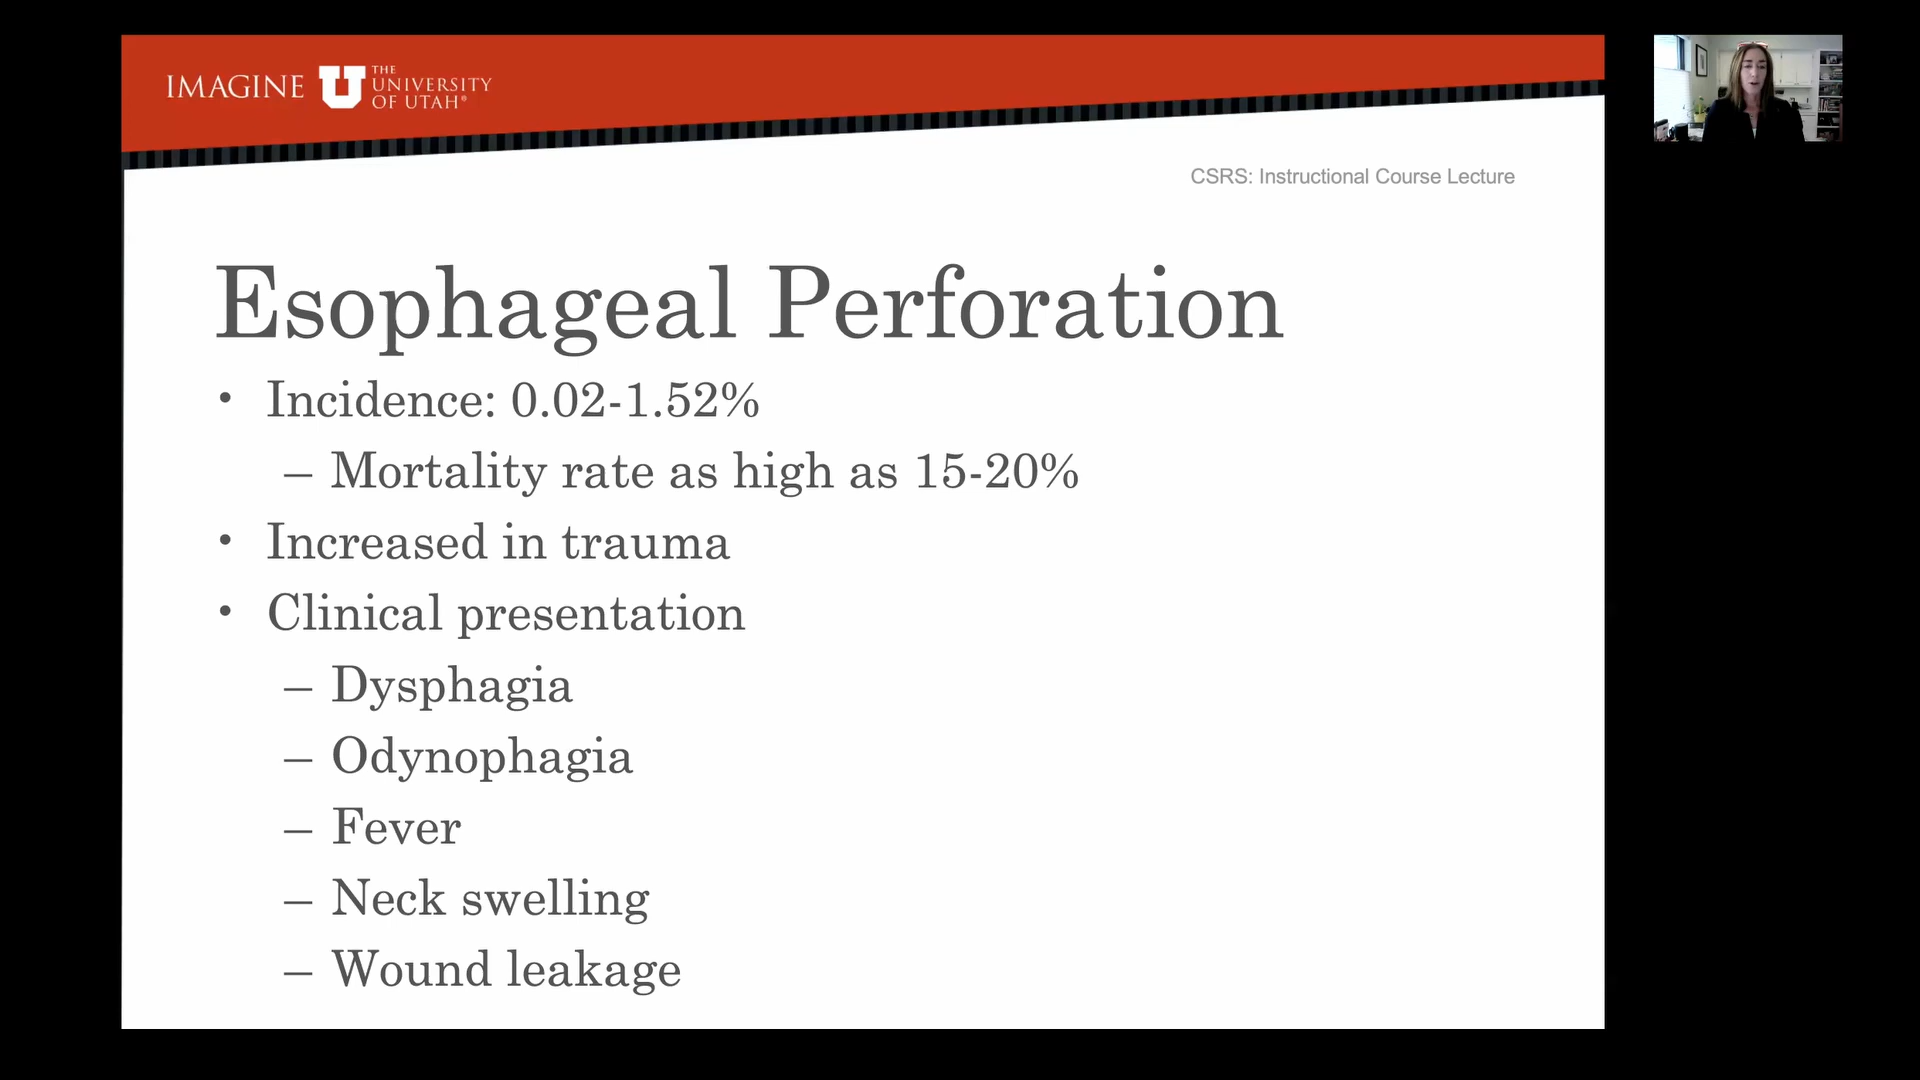 IMAGINE U THE UNIVERSITY OF UTAH®
CSRS: Instructional Course Lecture
Esophageal Perforation
• Incidence: 0.02-1.52%
– Mortality rate as high as 15-20%
• Increased in trauma
• Clinical presentation
– Dysphagia
– Odynophagia
– Fever
– Neck swelling
– Wound leakage